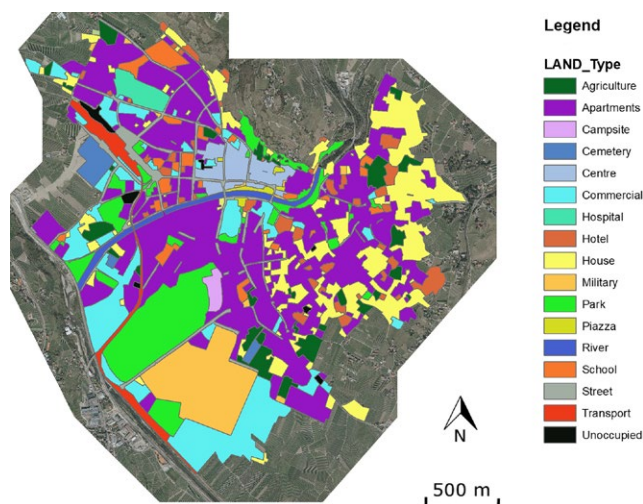 Legend
LAND_Type
Agriculture
Apartments
Campsite
Cemetery
Centre
Commercial
Hospital
Hotel
House
Military
Park
Piazza
River
School
Street
Transport
Unoccupied
N
500 m